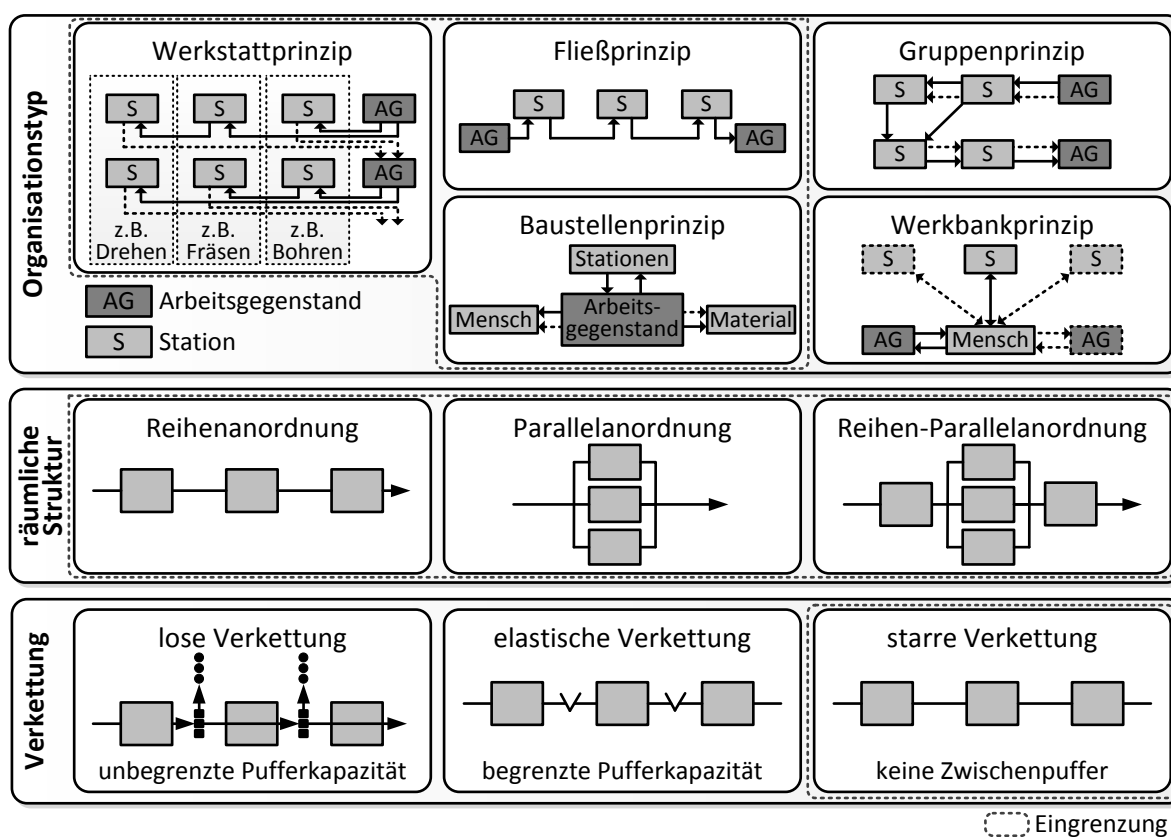 Organisationstyp
Werkstattprinzip
S
S
S
AG
S
S
S
AG
z.B.
Drehen
z.B.
Fräsen
z.B.
Bohren
AG
Arbeitsgegenstand
S
Station
Fließprinzip
AG
S
S
S
AG
Gruppenprinzip
S
S
AG
S
S
AG
Baustellenprinzip
Stationen
Mensch
Arbeits-
gegenstand
Material
Werkbankprinzip
S
S
S
AG
Mensch
AG
räumliche
Struktur
Reihenanordnung
Parallelanordnung
Reihen-Parallelanordnung
Verkettung
lose Verkettung
unbegrenzte Pufferkapazität
elastische Verkettung
begrenzte Pufferkapazität
starre Verkettung
keine Zwischenpuffer
Eingrenzung